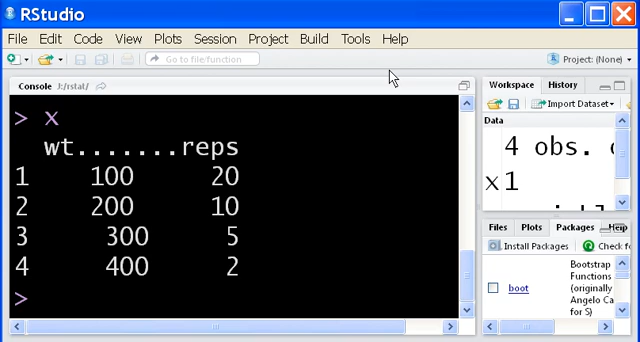 RStudio
File Edit Code View Plots Session Project Build Tools Help
Go to file/function Project: (None)
Console J:/rstat/
> x
wt.......reps
1 100 20
2 200 10
3 300 5
4 400 2
>
Workspace History
Import Dataset
Data
4 obs.
x 1
Files Plots Packages Help
Install Packages Check fo
boot Bootstrap
Functions
(originally
Angelo Ca
for S)